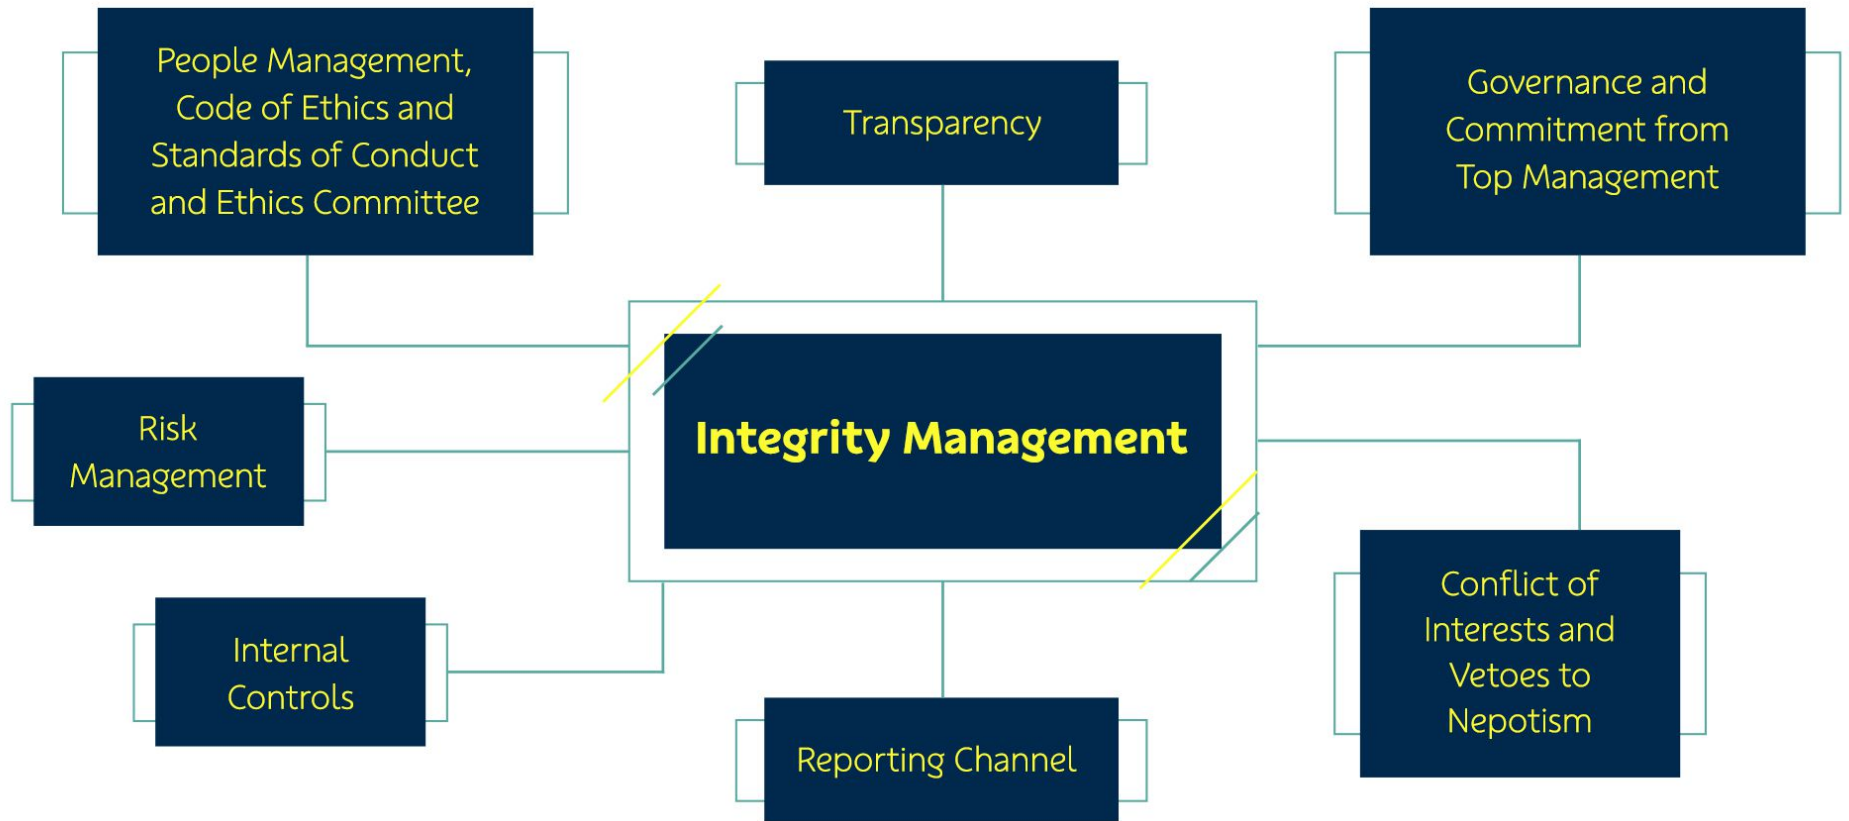 People Management,
Code of Ethics and
Standards of Conduct
and Ethics Committee
Transparency
Governance and
Commitment from
Top Management
Risk
Management
Integrity Management
Internal
Controls
Reporting Channel
Conflict of
Interests and
Vetoes to
Nepotism